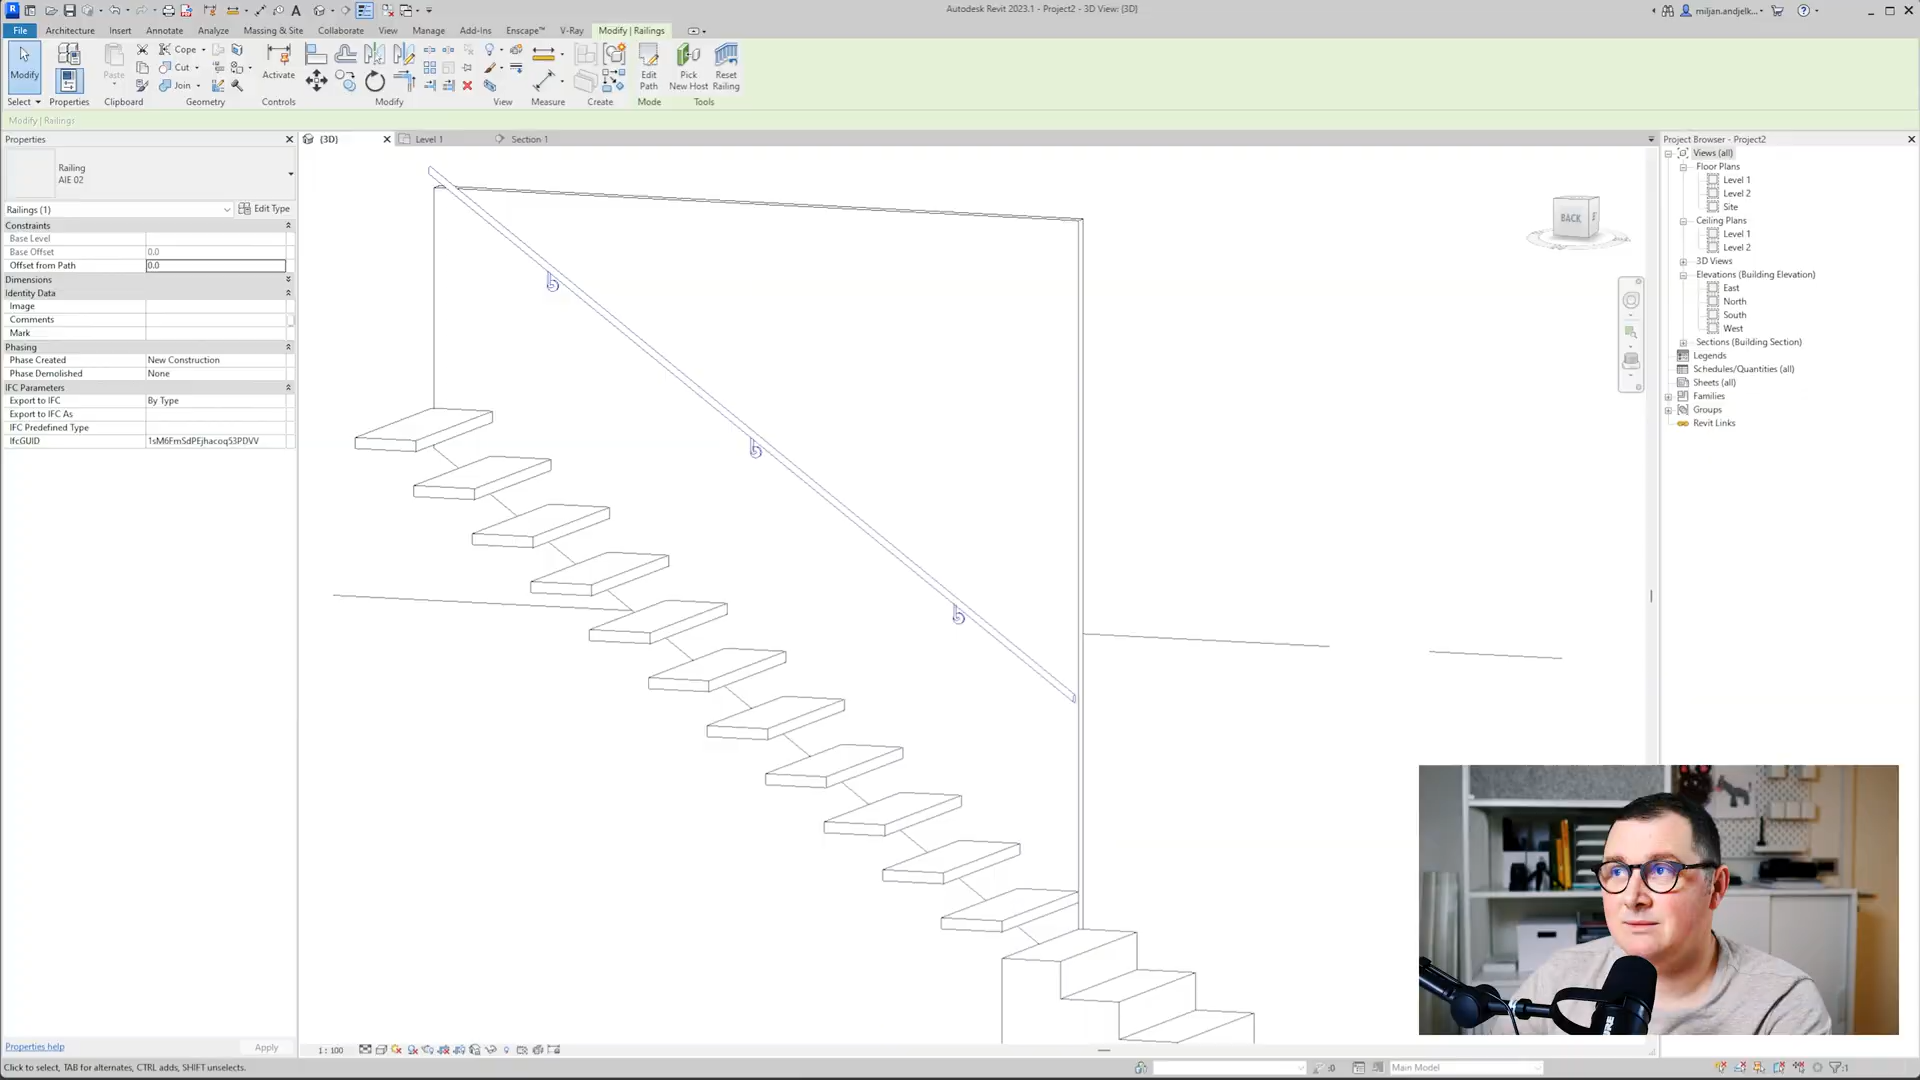 Autodesk Revit 2023.1 - Project2 - 3D View: {3D}
miljan.andjelk...
File Architecture Insert Annotate Analyze Massing & Site Collaborate View Manage Add-Ins Enscape™ V-Ray Modify | Railings
Modify
Paste
Cope
Cut
Join
Activate
Edit Path
Pick New Host
Reset Railing
Select Properties Clipboard Geometry Controls Modify View Measure Create Mode Tools
Modify | Railings
Properties
{3D}
Level 1
Section 1
Project Browser - Project2
Railing
AIE 02
Railings (1)
Edit Type
Constraints
Base Level
Base Offset 0.0
Offset from Path 0.0
Dimensions
Identity Data
Image
Comments
Mark
Phasing
Phase Created New Construction
Phase Demolished None
IFC Parameters
Export to IFC By Type
Export to IFC As
IFC Predefined Type
IfcGUID 1sM6FmSdPEjhacoq53PDVV
BACK
Views (all)
Floor Plans
Level 1
Level 2
Site
Ceiling Plans
Level 1
Level 2
3D Views
Elevations (Building Elevation)
East
North
South
West
Sections (Building Section)
Legends
Schedules/Quantities (all)
Sheets (all)
Families
Groups
Revit Links
Properties help
Apply
1 : 100
Click to select, TAB for alternates, CTRL adds, SHIFT unselects.
:0
Main Model
:1